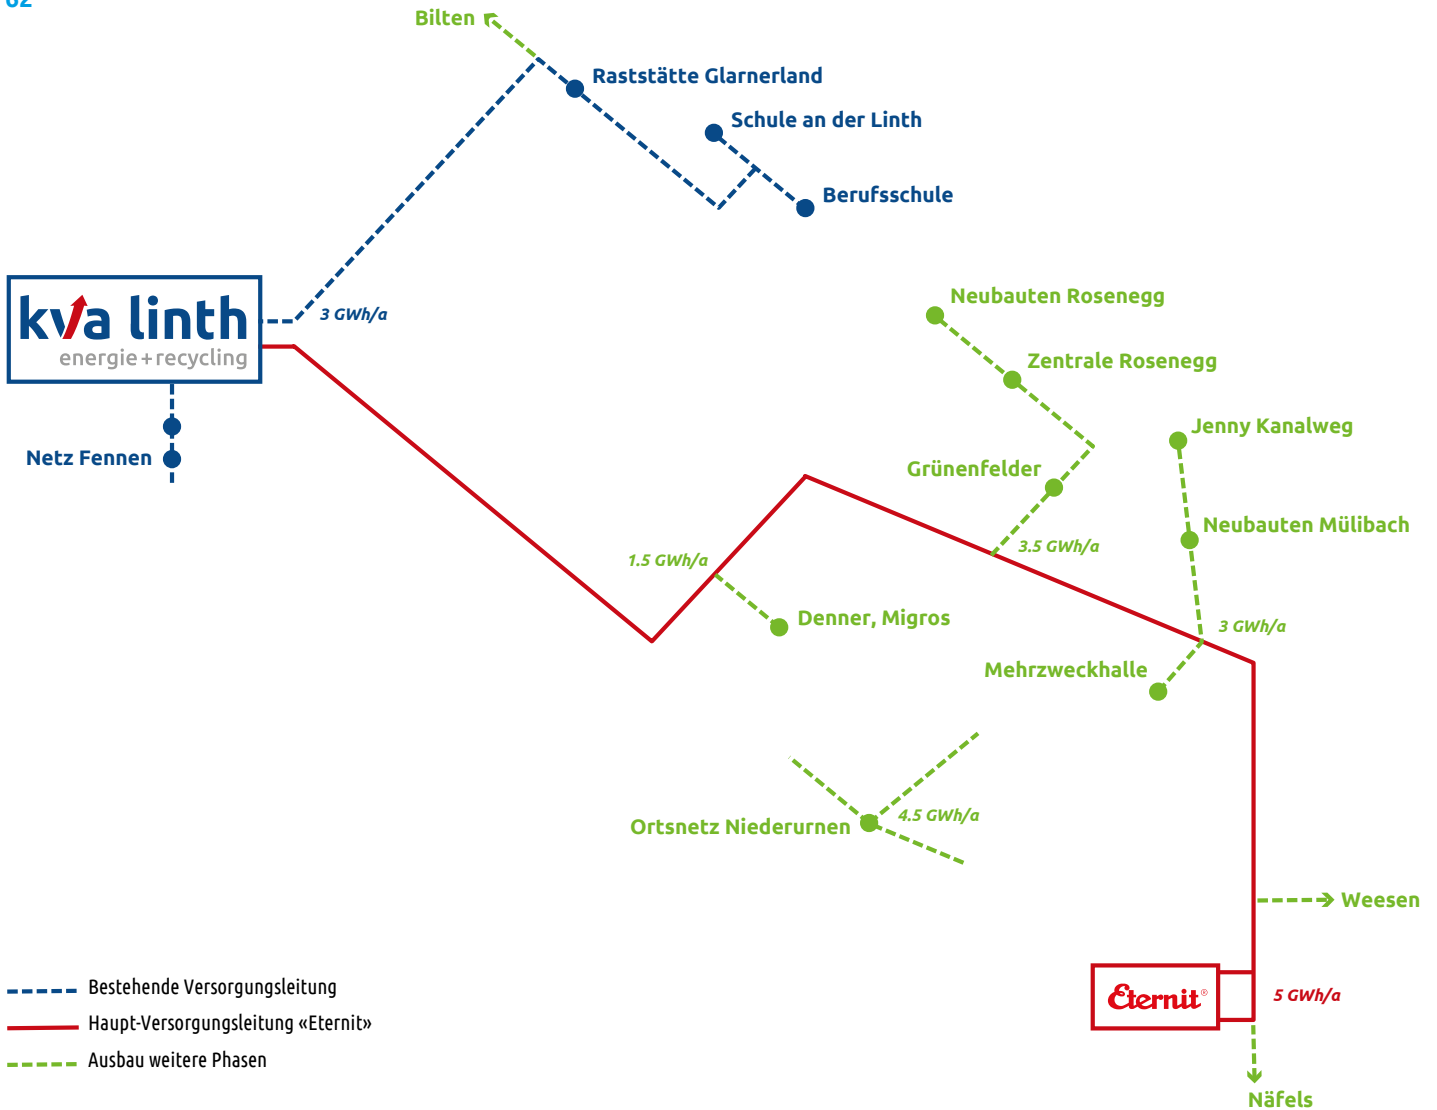 62
Bilten
Raststätte Glarnerland
Schule an der Linth
Berufsschule
kva linth
energie+recycling
3 GWh/a
Netz Fennen
Neubauten Rosenegg
Zentrale Rosenegg
Grünenfelder
3.5 GWh/a
Jenny Kanalweg
Neubauten Mülibach
3 GWh/a
1.5 GWh/a
Denner, Migros
Mehrzweckhalle
Ortsnetz Niederurnen
4.5 GWh/a
Weesen
Eternit®
5 GWh/a
Näfels
Bestehende Versorgungsleitung
Haupt-Versorgungsleitung «Eternit»
Ausbau weitere Phasen